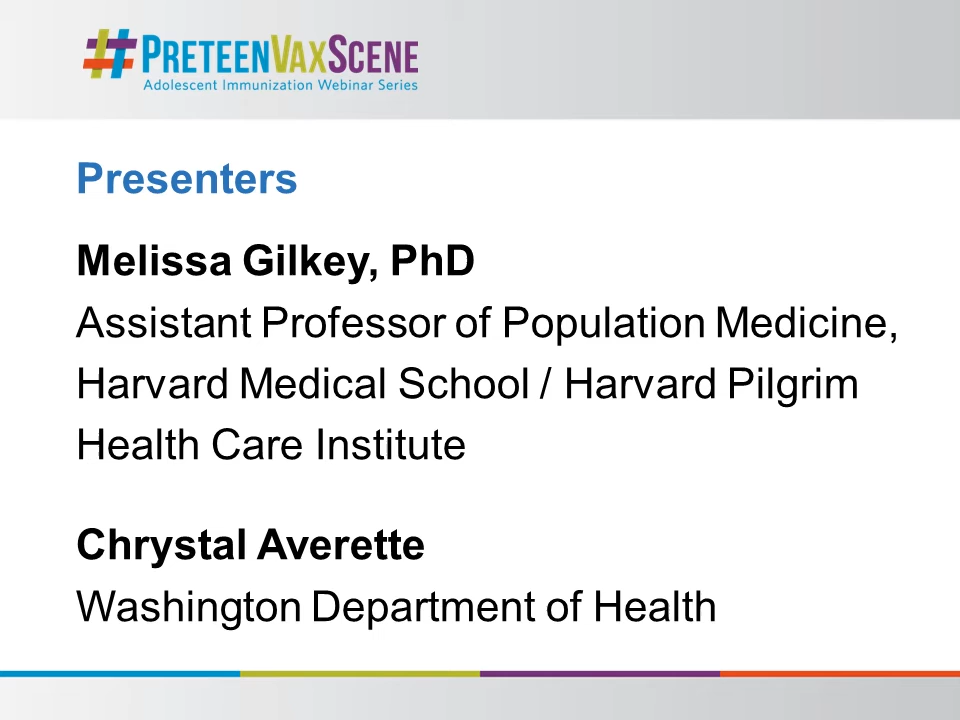 #PRETEENVAXSCENE
Adolescent Immunization Webinar Series
Presenters
Melissa Gilkey, PhD
Assistant Professor of Population Medicine,
Harvard Medical School / Harvard Pilgrim
Health Care Institute
Chrystal Averette
Washington Department of Health